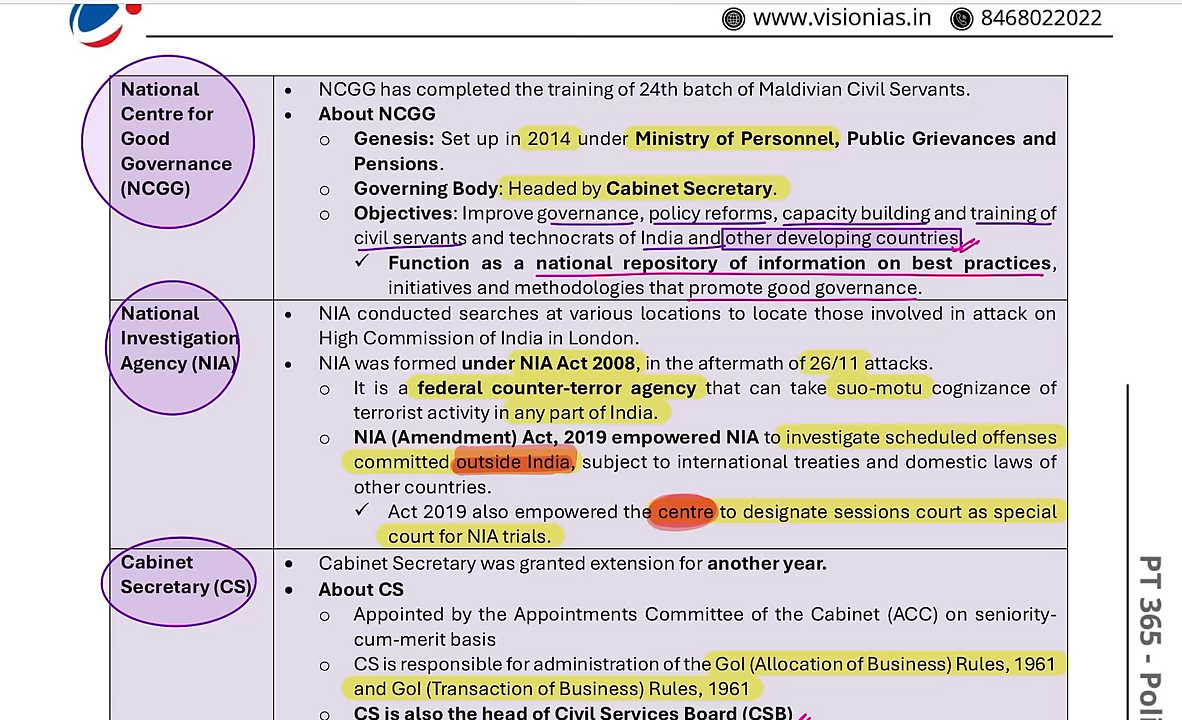 www.visionias.in 8468022022
National
Centre for
Good
Governance
(NCGG)
• NCGG has completed the training of 24th batch of Maldivian Civil Servants.
• About NCGG
o Genesis: Set up in 2014 under Ministry of Personnel, Public Grievances and
Pensions.
o Governing Body: Headed by Cabinet Secretary.
o Objectives: Improve governance, policy reforms, capacity building and training of
civil servants and technocrats of India and other developing countries.
✓ Function as a national repository of information on best practices,
initiatives and methodologies that promote good governance.
National
Investigation
Agency (NIA)
• NIA conducted searches at various locations to locate those involved in attack on
High Commission of India in London.
• NIA was formed under NIA Act 2008, in the aftermath of 26/11 attacks.
o It is a federal counter-terror agency that can take suo-motu cognizance of
terrorist activity in any part of India.
o NIA (Amendment) Act, 2019 empowered NIA to investigate scheduled offenses
committed outside India, subject to international treaties and domestic laws of
other countries.
✓ Act 2019 also empowered the centre to designate sessions court as special
court for NIA trials.
Cabinet
Secretary (CS)
• Cabinet Secretary was granted extension for another year.
• About CS
o Appointed by the Appointments Committee of the Cabinet (ACC) on seniority-
cum-merit basis
o CS is responsible for administration of the GoI (Allocation of Business) Rules, 1961
and GoI (Transaction of Business) Rules, 1961
o CS is also the head of Civil Services Board (CSB)
PT 365 - Poli